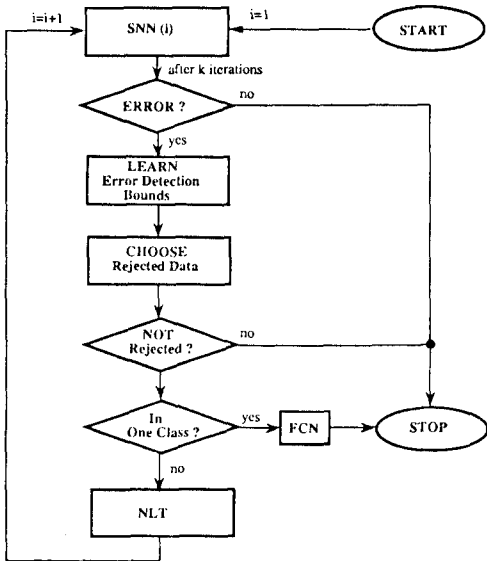 i=i+1
SNN (i)
i=1
START
after k iterations
ERROR ?
no
yes
LEARN
Error Detection
Bounds
CHOOSE
Rejected Data
NOT
Rejected ?
no
In
One Class ?
yes
FCN
STOP
no
NLT